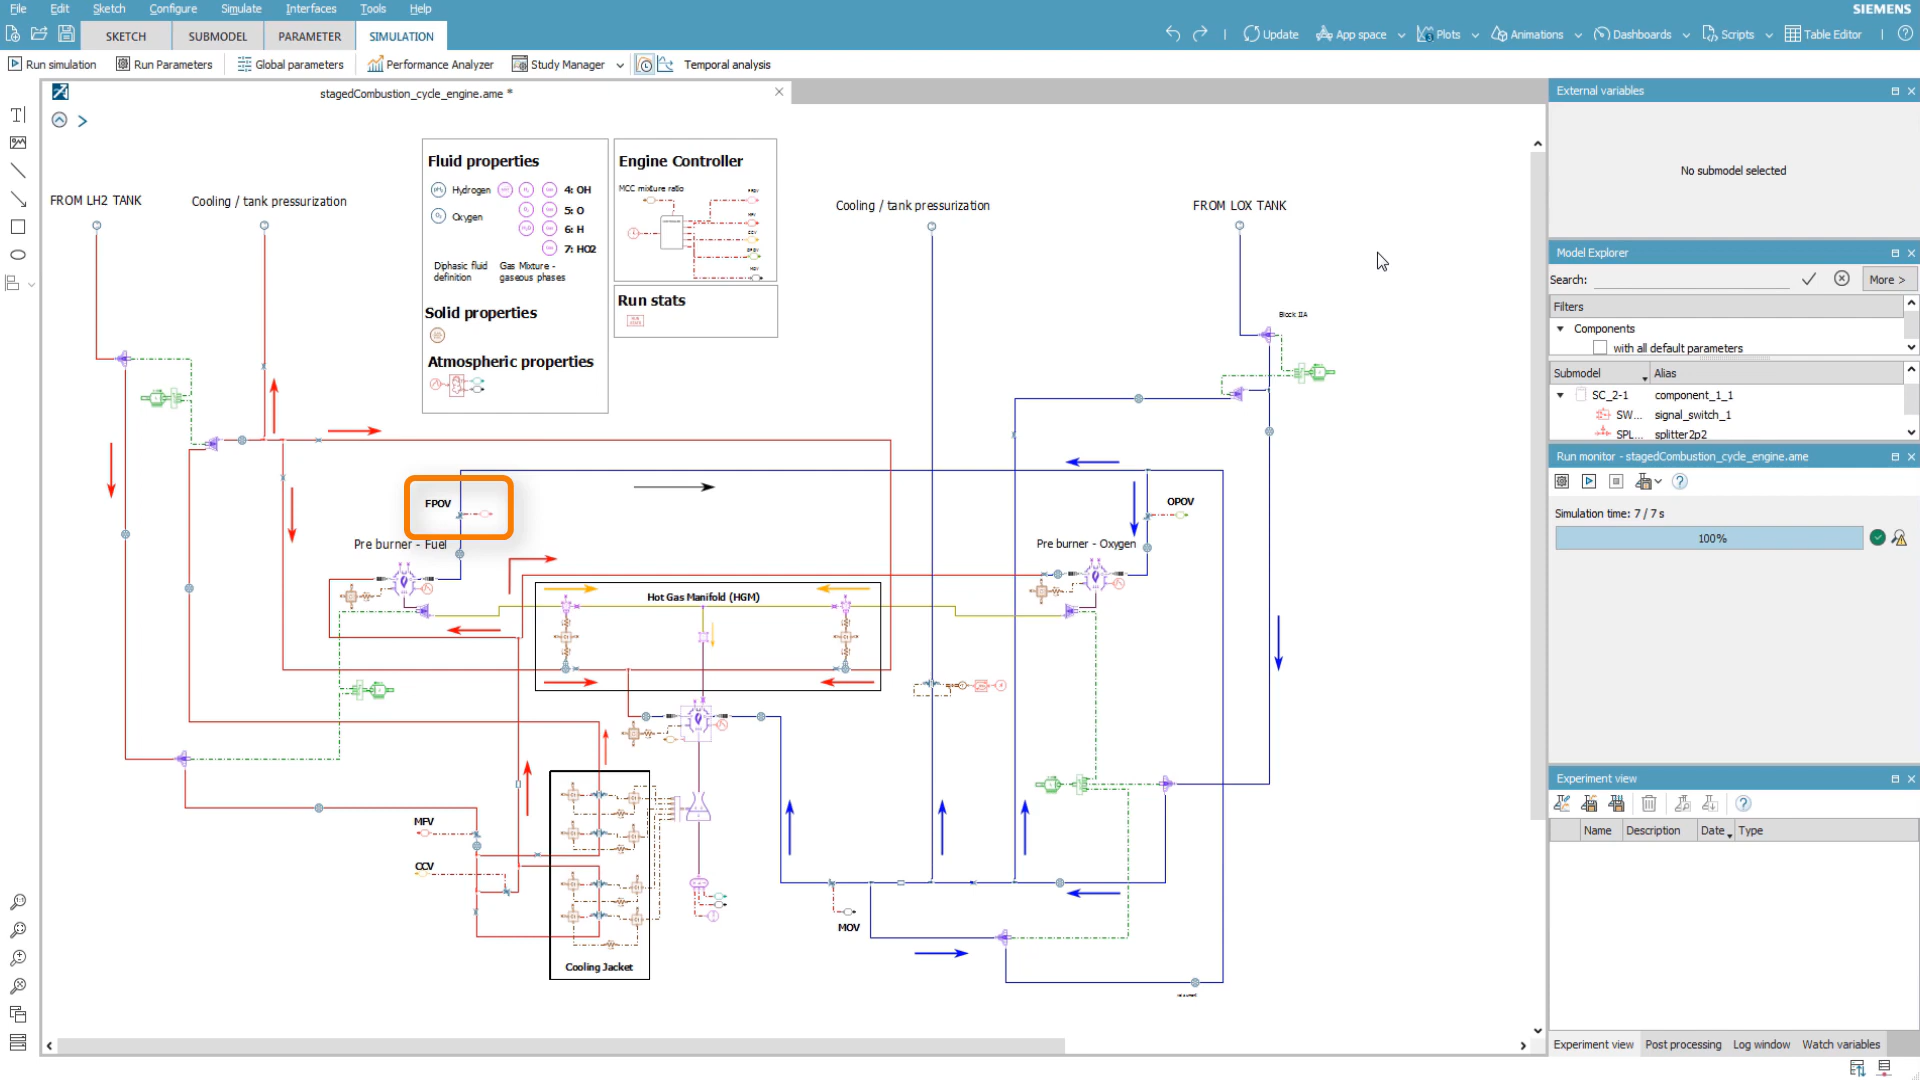 File Edit Sketch Configure Simulate Interfaces Tools Help
SIEMENS
SKETCH SUBMODEL PARAMETER SIMULATION
Update App space Plots Animations Dashboards Scripts Table Editor
Run simulation Run Parameters Global parameters Performance Analyzer Study Manager Temporal analysis
stagedCombustion_cycle_engine.ame *
External variables
No submodel selected
Model Explorer
Search:
More >
Filters
Components
with all default parameters
Submodel Alias
SC_2-1 component_1_1
SW... signal_switch_1
SPL... splitter2p2
Run monitor - stagedCombustion_cycle_engine.ame
Simulation time: 7 / 7 s
100%
Experiment view
Name Description Date Type
Experiment view Post processing Log window Watch variables
FROM LH2 TANK
Cooling / tank pressurization
Fluid properties
Hydrogen
4: OH
Oxygen
5: O
6: H
7: HO2
Diphasic fluid
definition
Gas Mixture -
gaseous phases
Solid properties
Atmospheric properties
Engine Controller
MCC mixture ratio
Run stats
Cooling / tank pressurization
FROM LOX TANK
Block IIA
FPOV
OPOV
Pre burner - Fuel
Pre burner - Oxygen
Hot Gas Manifold (HGM)
MFV
CCV
MOV
Cooling Jacket